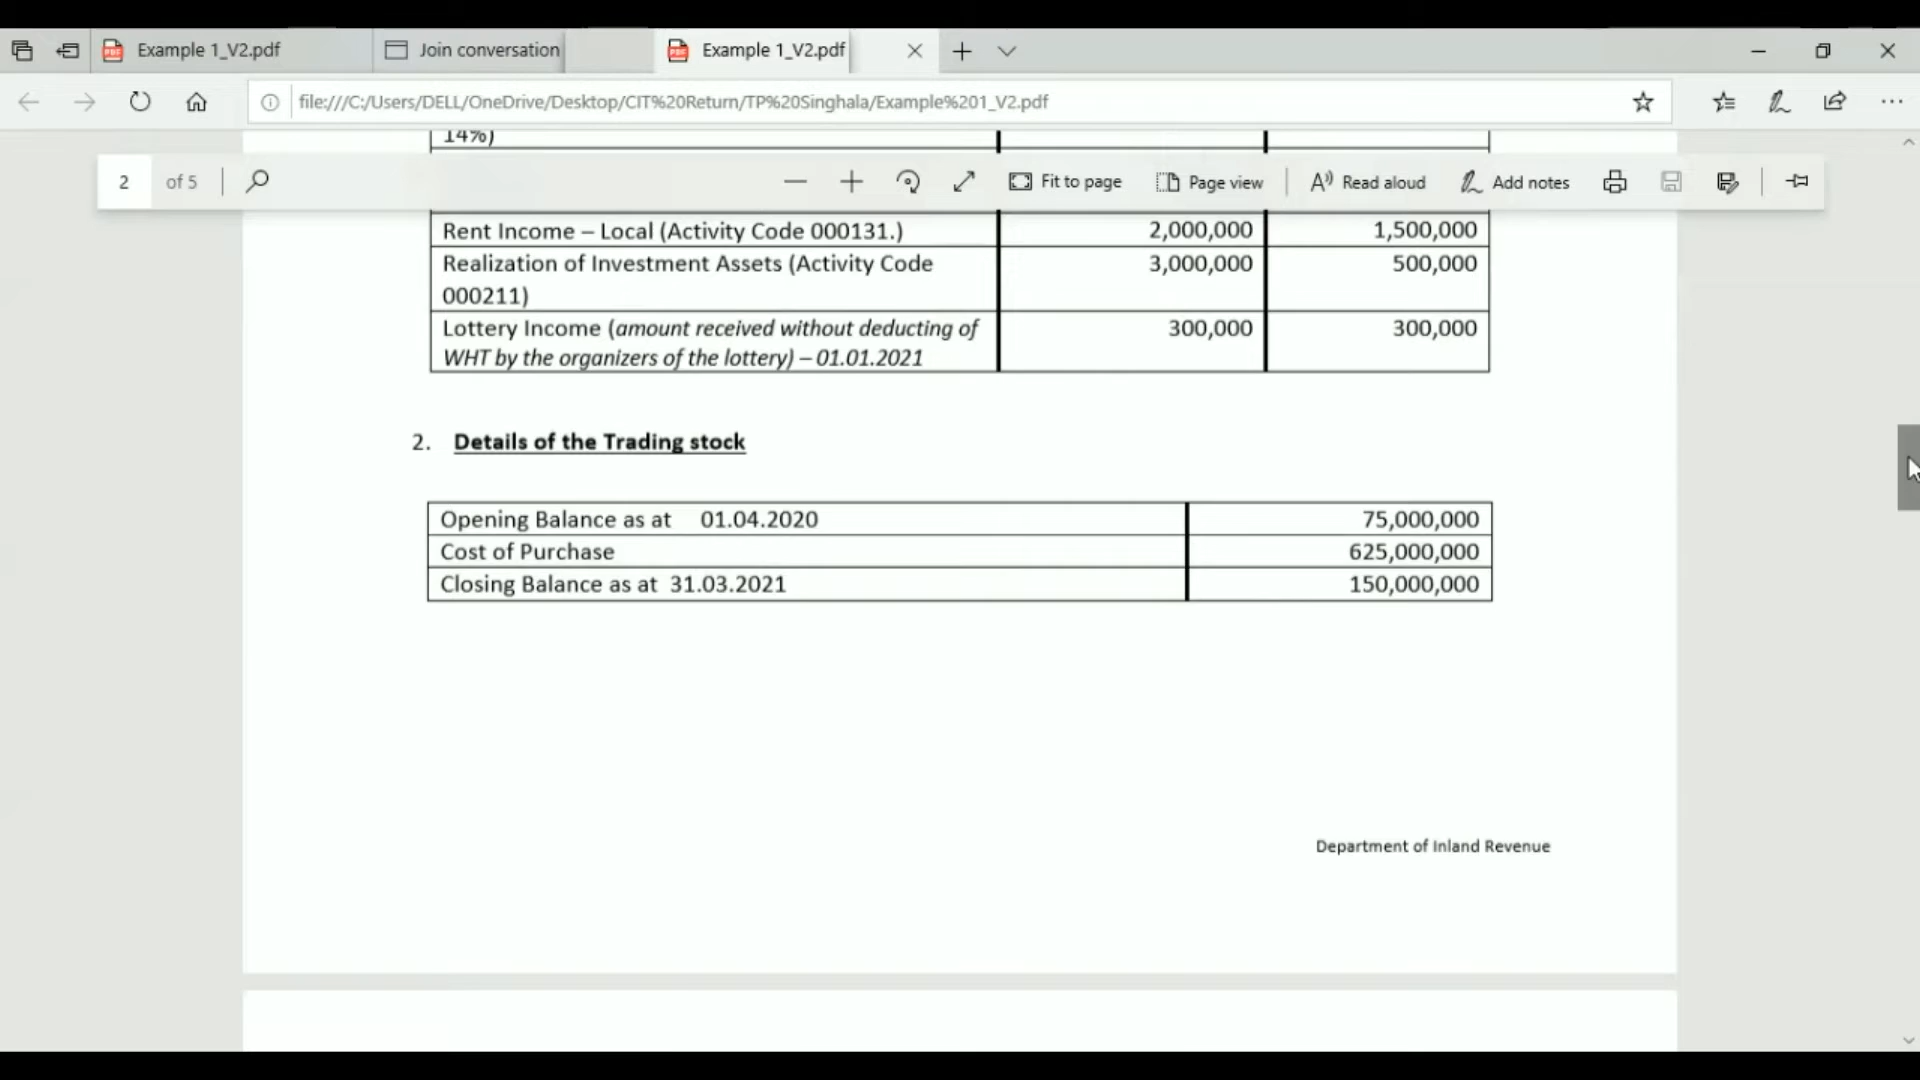 Example 1_V2.pdf Join conversation Example 1_V2.pdf
file:///C:/Users/DELL/OneDrive/Desktop/CIT%20Return/TP%20Singhala/Example%201_V2.pdf
14%)
2 of 5 Fit to page Page view Read aloud Add notes
Rent Income – Local (Activity Code 000131.) 2,000,000 1,500,000
Realization of Investment Assets (Activity Code 3,000,000 500,000
000211)
Lottery Income (amount received without deducting of 300,000 300,000
WHT by the organizers of the lottery) – 01.01.2021
2. Details of the Trading stock
Opening Balance as at 01.04.2020 75,000,000
Cost of Purchase 625,000,000
Closing Balance as at 31.03.2021 150,000,000
Department of Inland Revenue